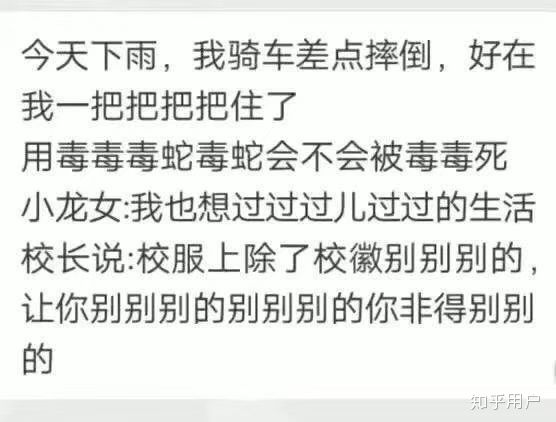 今天下雨，我骑车差点摔倒，好在
我一把把把把住了
用毒毒毒蛇毒蛇会不会被毒毒死
小龙女:我也想过过过儿过过的生活
校长说:校服上除了校徽别别别的,
让你别别别的别别别的你非得别别
的
知乎用户